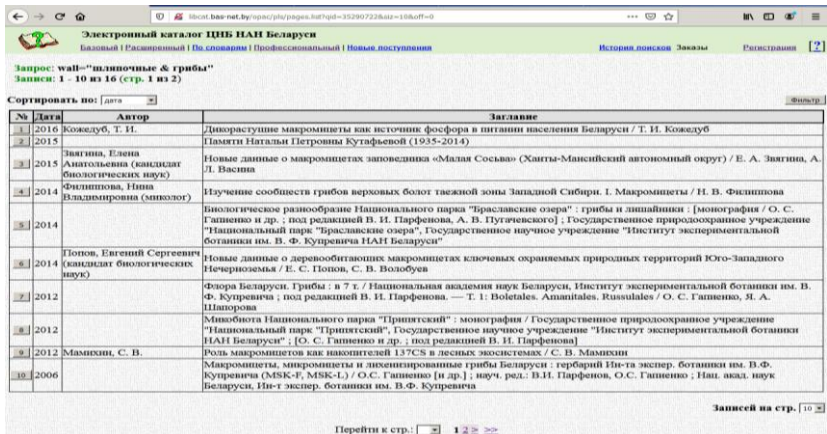 libcat.bas-net.by/opac/pls/pages.list?qid=35290722&siz=10&off=0
Электронный каталог ЦНБ НАН Беларуси
Базовый | Расширенный | По словарям | Профессиональный | Новые поступления История поисков Заказы Регистрация [?]
Запрос: wall="шляпочные & грибы"
Записи: 1 - 10 из 16 (стр. 1 из 2)
Сортировать по: дата Фильтр
№ Дата Автор Заглавие
1 2016 Кожедуб, Т. И. Дикорастущие макромицеты как источник фосфора в питании населения Беларуси / Т. И. Кожедуб
2 2015 Памяти Натальи Петровны Кутафьевой (1935-2014)
Звягина, Елена
3 2015 Анатольевна (кандидат Новые данные о макромицетах заповедника «Малая Сосьва» (Ханты-Мансийский автономный округ) / Е. А. Звягина, А.
биологических наук) Л. Васина
4 2014 Филиппова, Нина Изучение сообществ грибов верховых болот таежной зоны Западной Сибири. I. Макромицеты / Н. В. Филиппова
Владимировна (миколог)
Биологическое разнообразие Национального парка "Браславские озера" : грибы и лишайники : [монография / О. С.
5 2014 Гапиенко и др. ; под редакцией В. И. Парфенова, А. В. Пугачевского] ; Государственное природоохранное учреждение
"Национальный парк "Браславские озера", Государственное научное учреждение "Институт экспериментальной
ботаники им. В. Ф. Купревича НАН Беларуси"
Попов, Евгений Сергеевич
6 2014 (кандидат биологических Новые данные о деревообитающих макромицетах ключевых охраняемых природных территорий Юго-Западного
наук) Нечерноземья / Е. С. Попов, С. В. Волобуев
Флора Беларуси. Грибы : в 7 т. / Национальная академия наук Беларуси, Институт экспериментальной ботаники им. В.
7 2012 Ф. Купревича ; под редакцией В. И. Парфенова. — Т. 1: Boletales. Amanitales. Russulales / О. С. Гапиенко, Я. А.
Шапорова
Микобиота Национального парка "Припятский" : монография / Государственное природоохранное учреждение
8 2012 "Национальный парк "Припятский", Государственное научное учреждение "Институт экспериментальной ботаники
НАН Беларуси" ; [О. С. Гапиенко и др. ; под редакцией В. И. Парфенова]
9 2012 Мамихин, С. В. Роль макромицетов как накопителей 137CS в лесных экосистемах / С. В. Мамихин
Макромицеты, микромицеты и лихенизированные грибы Беларуси : гербарий Ин-та экспер. ботаники им. В.Ф.
10 2006 Купревича (MSK-F, MSK-L) / О.С. Гапиенко [и др.] ; науч. ред.: В.И. Парфенов, О.С. Гапиенко ; Нац. акад. наук
Беларуси, Ин-т экспер. ботаники им. В.Ф. Купревича
Записей на стр. 10
Перейти к стр.: 1 2 > >>